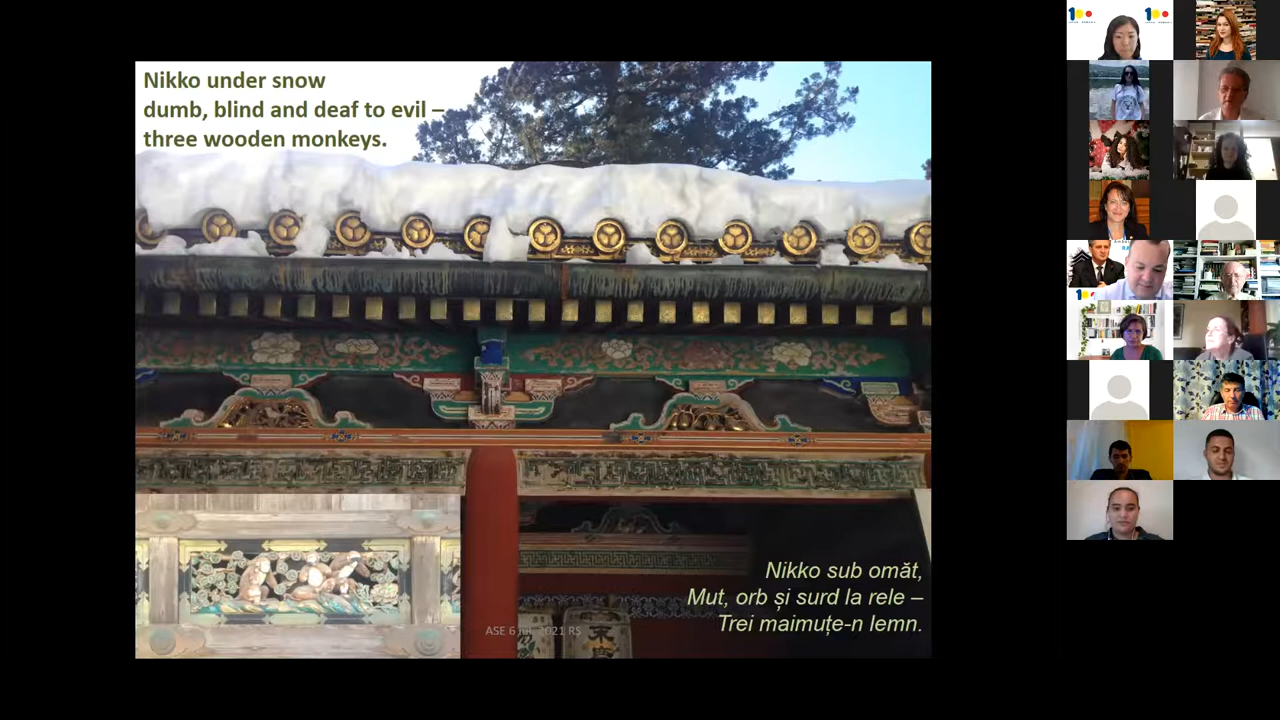 Nikko under snow
dumb, blind and deaf to evil –
three wooden monkeys.
Nikko sub omăt,
Mut, orb și surd la rele –
Trei maimuțe-n lemn.